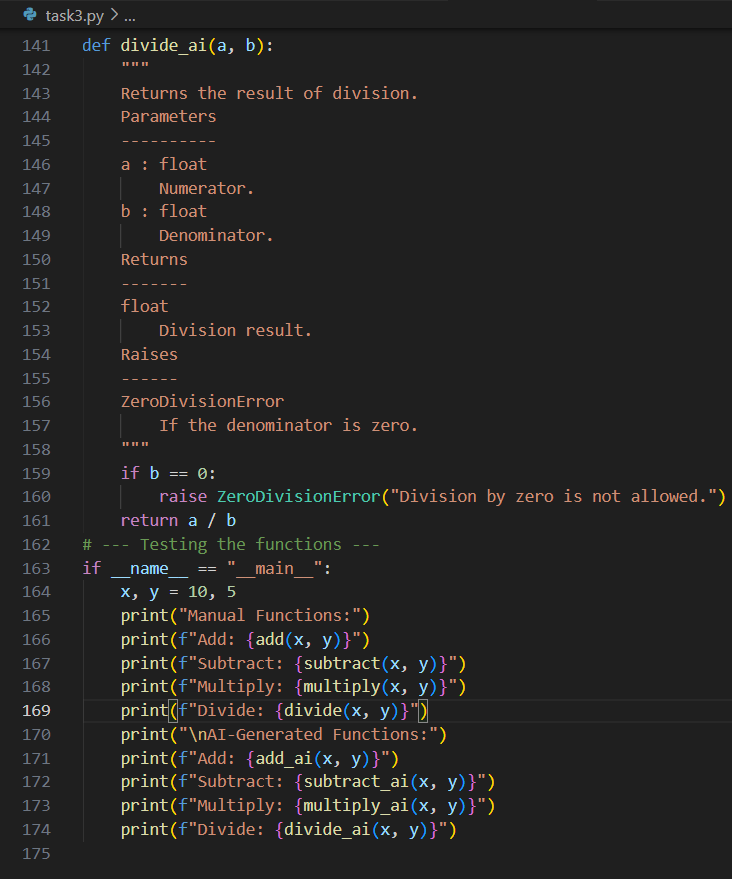 task3.py > ...
141 def divide_ai(a, b):
142     """
143     Returns the result of division.
144     Parameters
145     ----------
146     a : float
147         Numerator.
148     b : float
149         Denominator.
150     Returns
151     -------
152     float
153         Division result.
154     Raises
155     ------
156     ZeroDivisionError
157         If the denominator is zero.
158     """
159     if b == 0:
160         raise ZeroDivisionError("Division by zero is not allowed.")
161     return a / b
162 # --- Testing the functions ---
163 if __name__ == "__main__":
164     x, y = 10, 5
165     print("Manual Functions:")
166     print(f"Add: {add(x, y)}")
167     print(f"Subtract: {subtract(x, y)}")
168     print(f"Multiply: {multiply(x, y)}")
169     print(f"Divide: {divide(x, y)}")
170     print("\nAI-Generated Functions:")
171     print(f"Add: {add_ai(x, y)}")
172     print(f"Subtract: {subtract_ai(x, y)}")
173     print(f"Multiply: {multiply_ai(x, y)}")
174     print(f"Divide: {divide_ai(x, y)}")
175